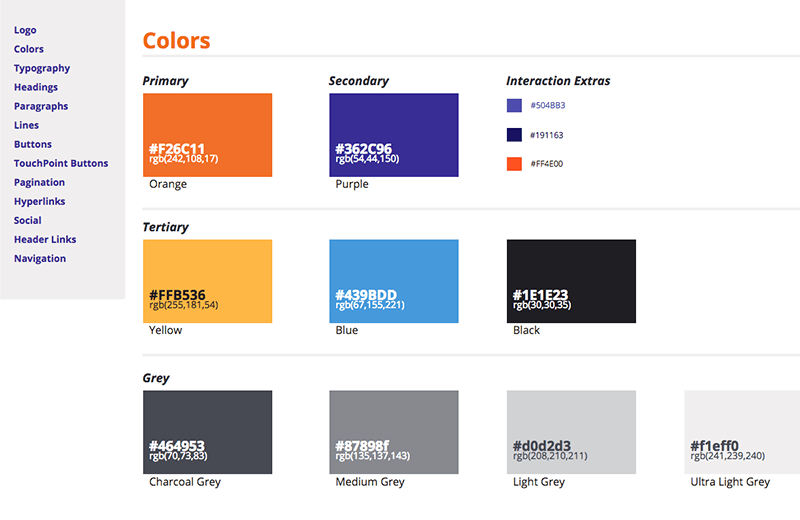 Logo
Colors
Typography
Headings
Paragraphs
Lines
Buttons
TouchPoint Buttons
Pagination
Hyperlinks
Social
Header Links
Navigation
Colors
Primary
#F26C11
rgb(242,108,17)
Orange
Secondary
#362C96
rgb(54,44,150)
Purple
Interaction Extras
#504BB3
#191163
#FF4E00
Tertiary
#FFB536
rgb(255,181,54)
Yellow
#439BDD
rgb(67,155,221)
Blue
#1E1E23
rgb(30,30,35)
Black
Grey
#464953
rgb(70,73,83)
Charcoal Grey
#87898f
rgb(135,137,143)
Medium Grey
#d0d2d3
rgb(208,210,211)
Light Grey
#f1eff0
rgb(241,239,240)
Ultra Light Grey